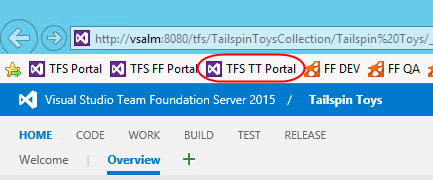 http://vsalm:8080/tfs/TailspinToysCollection/Tailspin%20Toys/_
TFS Portal TFS FF Portal TFS TT Portal FF DEV FF QA
Visual Studio Team Foundation Server 2015 / Tailspin Toys
HOME CODE WORK BUILD TEST RELEASE
Welcome | Overview +